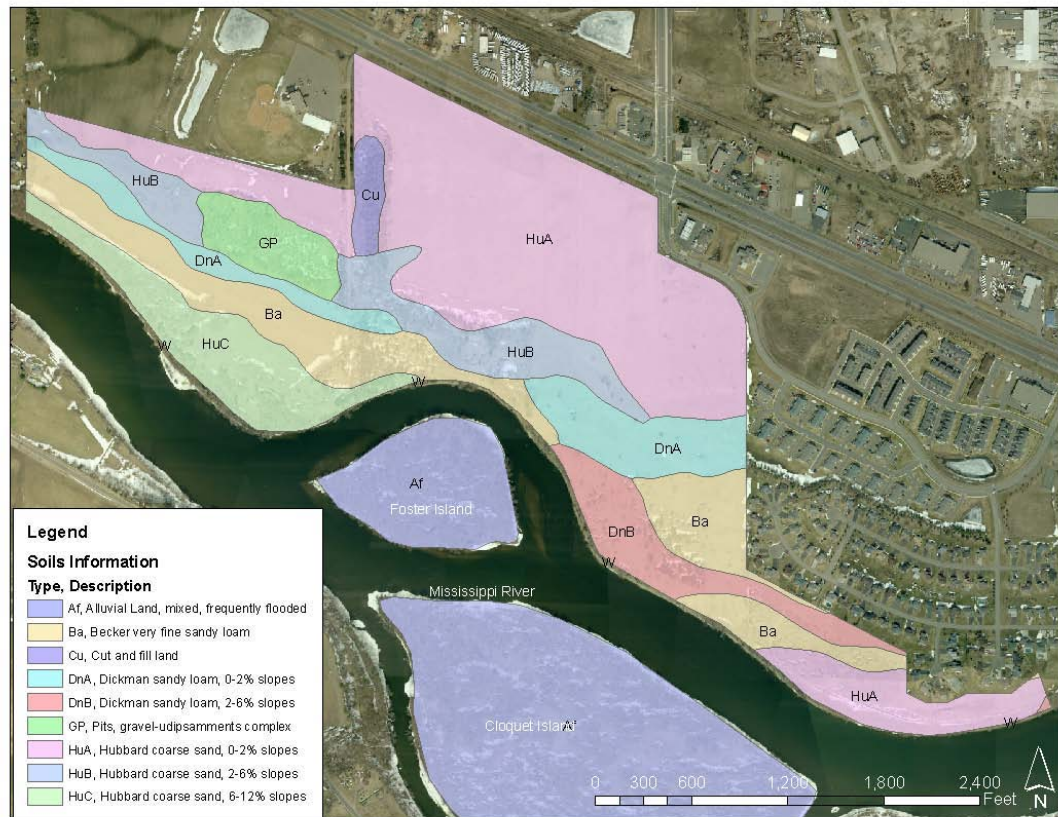 HuB
Cu
GP
HuA
DnA
Ba
HuC
W
HuB
W
DnA
Af
Foster Island
Ba
DnB
W
Mississippi River
Ba
HuA
W
Cloquet Island
Af
Legend
Soils Information
Type, Description
Af, Alluvial Land, mixed, frequently flooded
Ba, Becker very fine sandy loam
Cu, Cut and fill land
DnA, Dickman sandy loam, 0-2% slopes
DnB, Dickman sandy loam, 2-6% slopes
GP, Pits, gravel-udipsamments complex
HuA, Hubbard coarse sand, 0-2% slopes
HuB, Hubbard coarse sand, 2-6% slopes
HuC, Hubbard coarse sand, 6-12% slopes
0 300 600 1,200 1,800 2,400
Feet
N